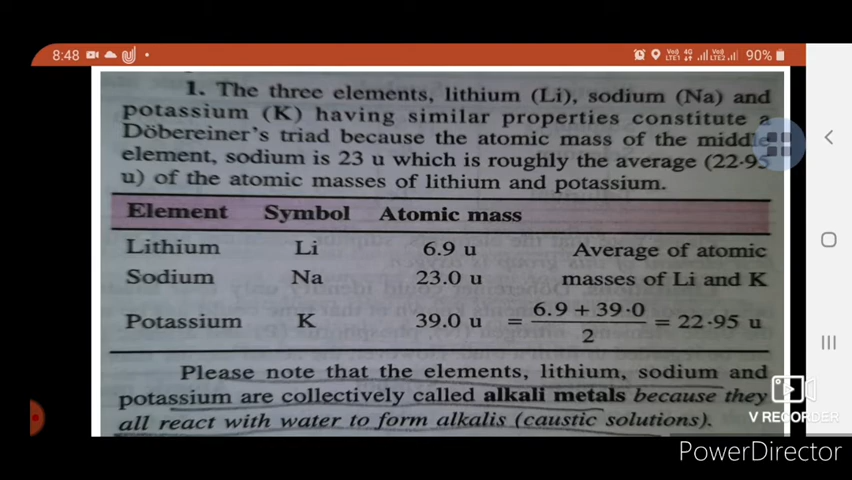 8:48
90%
1. The three elements, lithium (Li), sodium (Na) and
potassium (K) having similar properties constitute a
Döbereiner's triad because the atomic mass of the middle
element, sodium is 23 u which is roughly the average (22·95
u) of the atomic masses of lithium and potassium.
Element Symbol Atomic mass
Lithium Li 6.9 u Average of atomic
Sodium Na 23.0 u masses of Li and K
Potassium K 39.0 u = 6.9 + 39·0 / 2 = 22·95 u
Please note that the elements, lithium, sodium and
potassium are collectively called alkali metals because they
all react with water to form alkalis (caustic solutions).
V RECORDER
PowerDirector